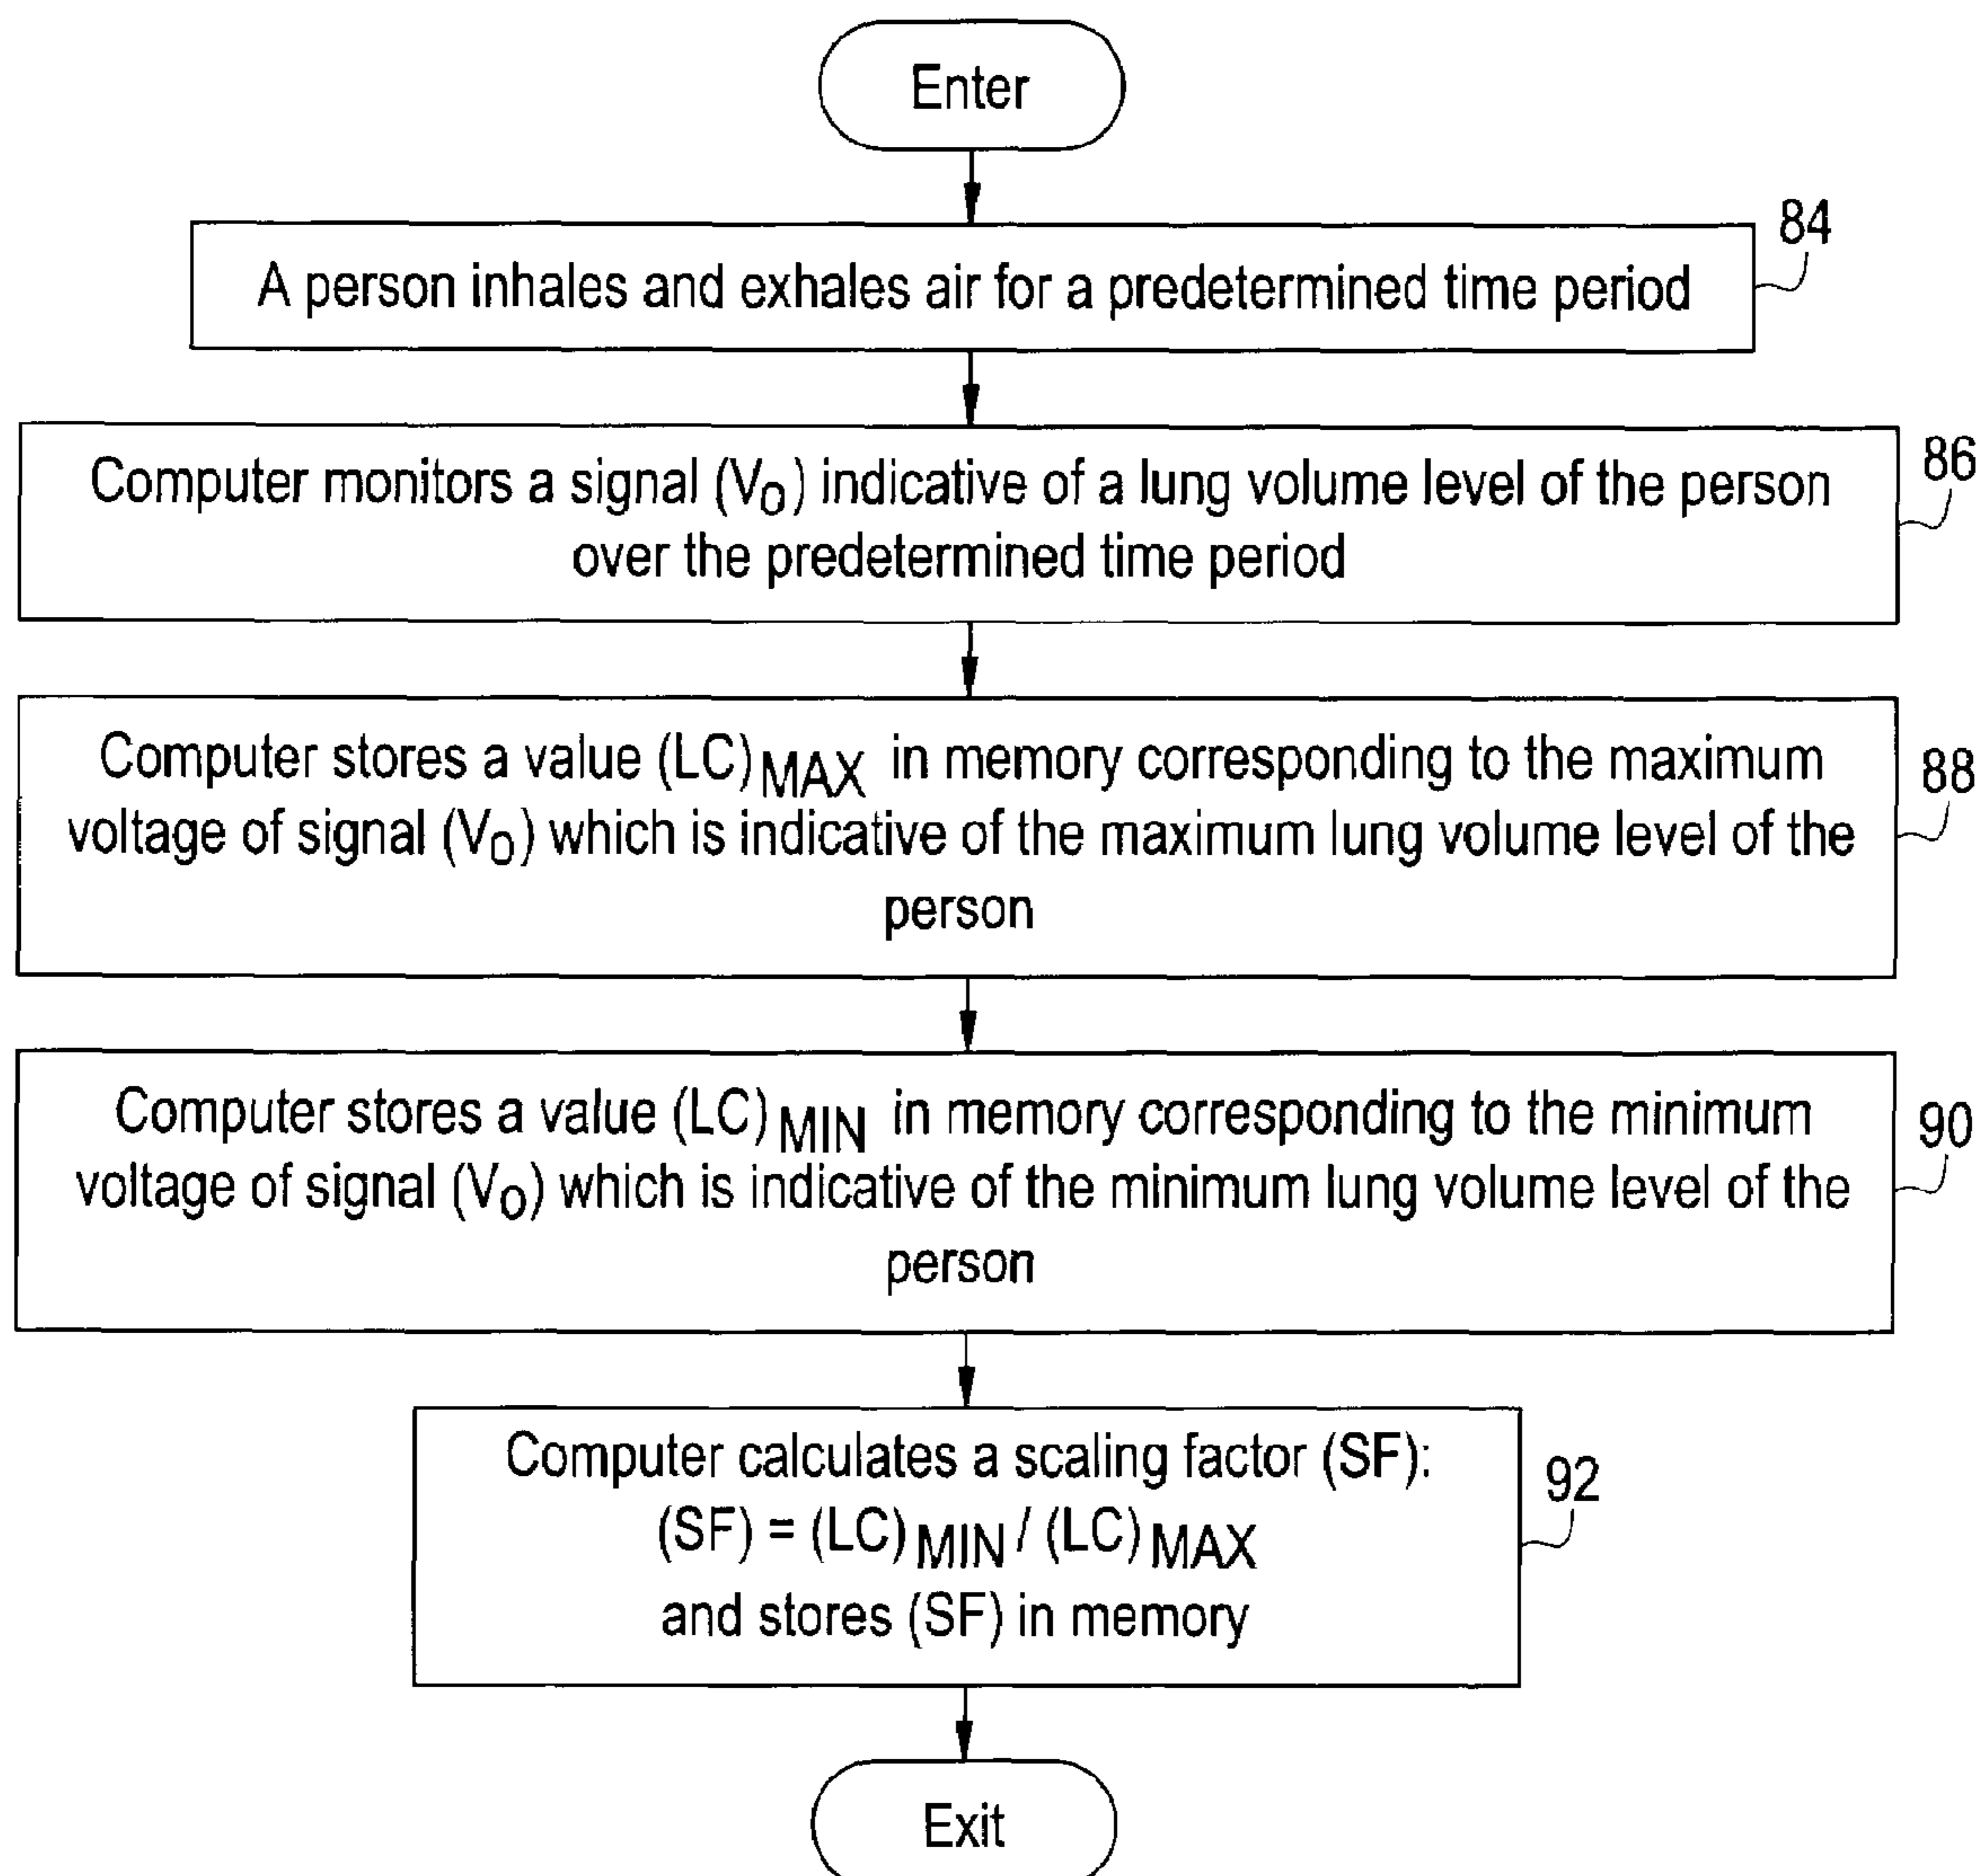 Enter
84
A person inhales and exhales air for a predetermined time period
86
Computer monitors a signal (VO) indicative of a lung volume level of the person
over the predetermined time period
88
Computer stores a value (LC)MAX in memory corresponding to the maximum
voltage of signal (VO) which is indicative of the maximum lung volume level of the
person
90
Computer stores a value (LC)MIN in memory corresponding to the minimum
voltage of signal (VO) which is indicative of the minimum lung volume level of the
person
92
Computer calculates a scaling factor (SF):
(SF) = (LC)MIN / (LC)MAX
and stores (SF) in memory
Exit